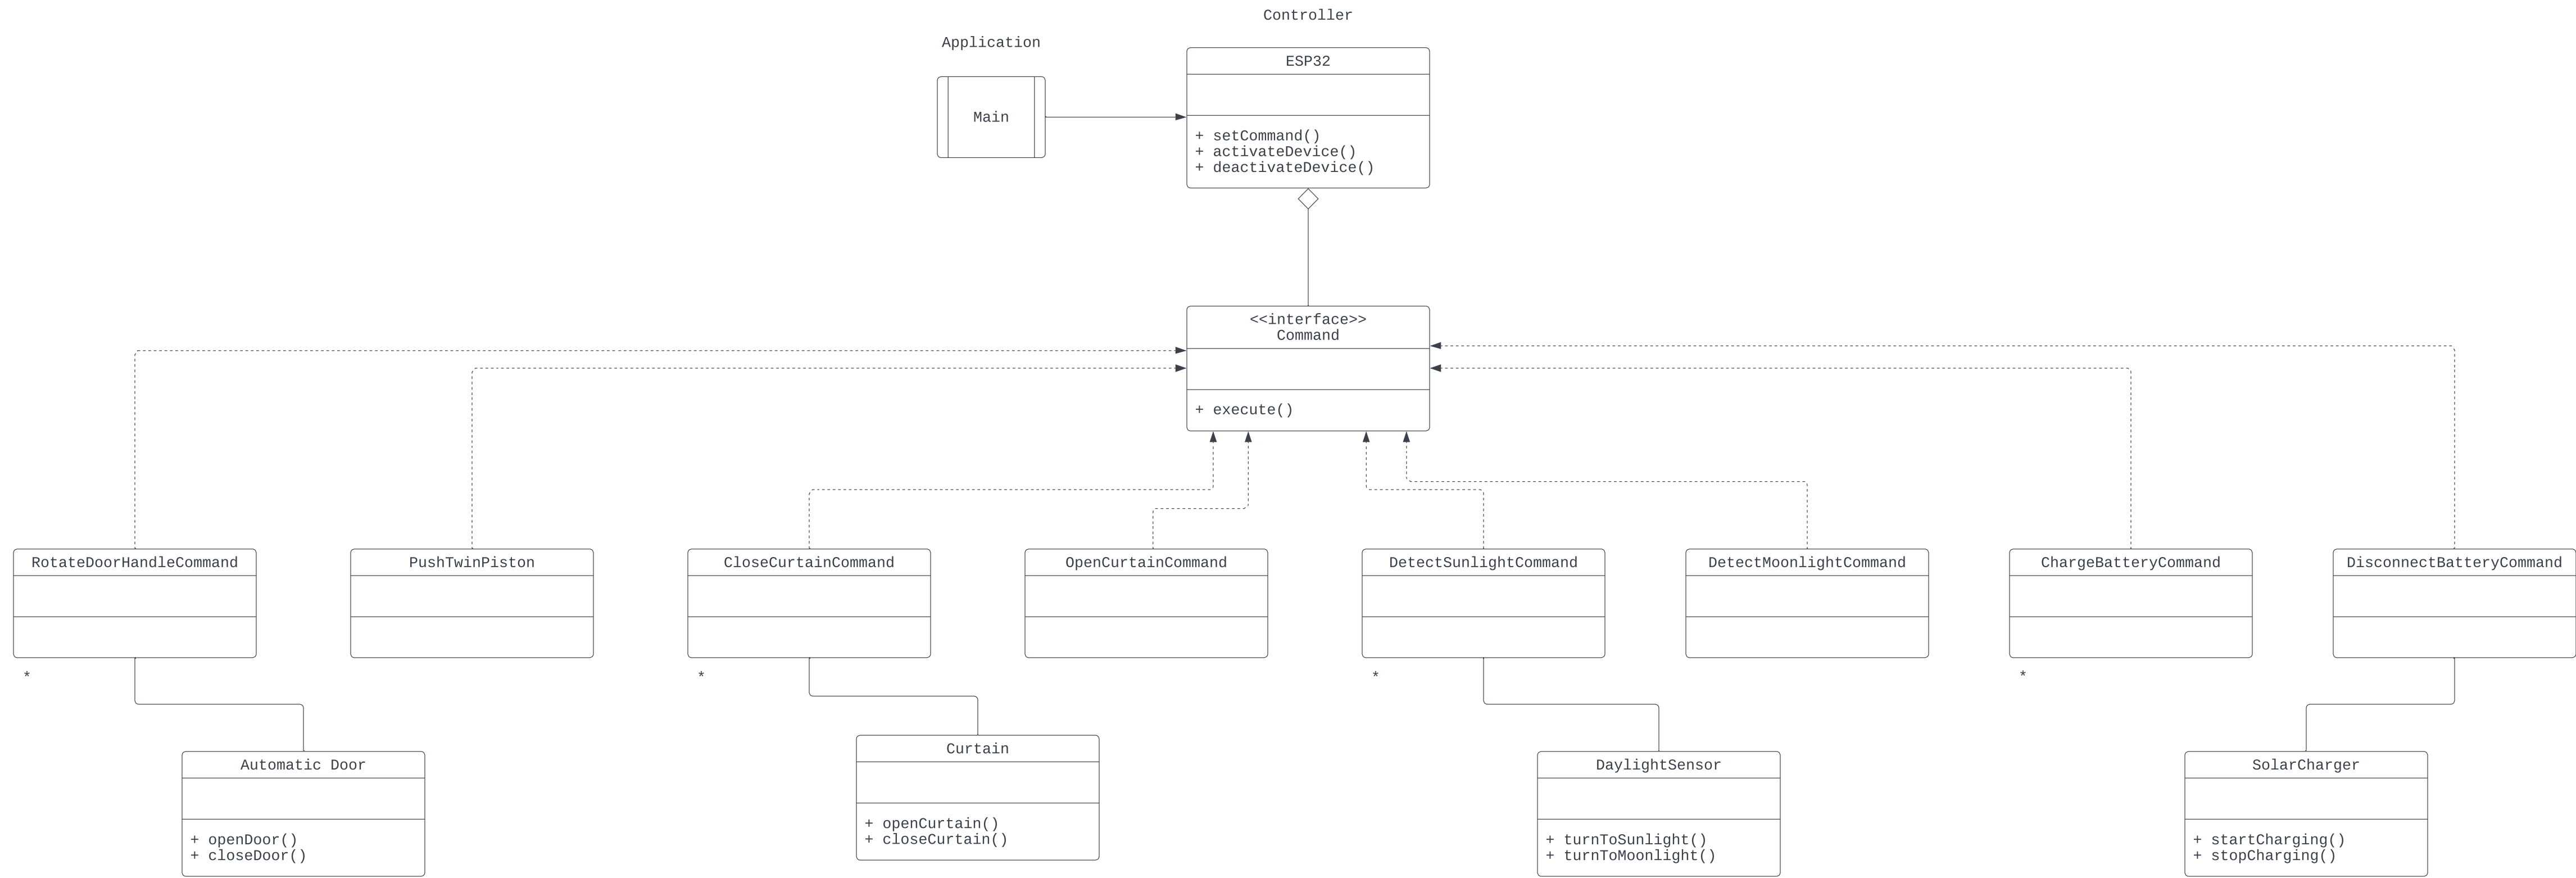 Controller
Application
ESP32
Main
+ setCommand()
+ activateDevice()
+ deactivateDevice()
<<interface>>
Command
+ execute()
RotateDoorHandleCommand
PushTwinPiston
CloseCurtainCommand
OpenCurtainCommand
DetectSunlightCommand
DetectMoonlightCommand
ChargeBatteryCommand
DisconnectBatteryCommand
*
*
*
*
Automatic Door
+ openDoor()
+ closeDoor()
Curtain
+ openCurtain()
+ closeCurtain()
DaylightSensor
+ turnToSunlight()
+ turnToMoonlight()
SolarCharger
+ startCharging()
+ stopCharging()